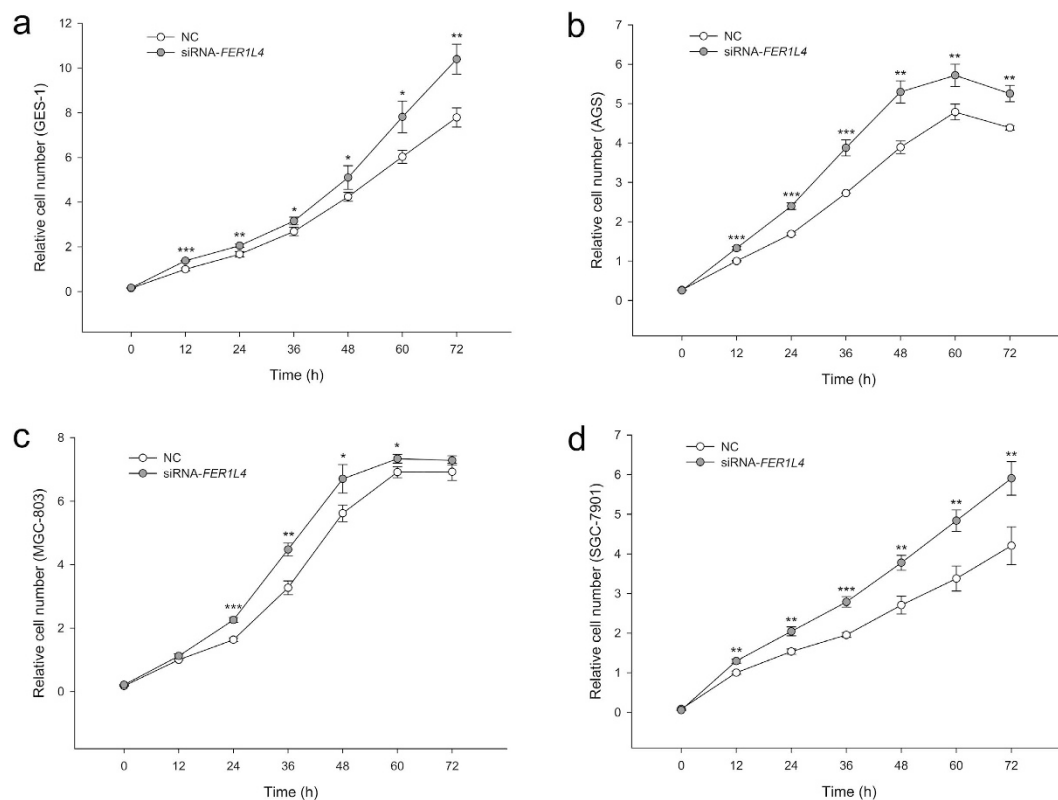 a
NC
siRNA-FER1L4
Relative cell number (GES-1)
12
10
8
6
4
2
0
***
**
*
*
*
**
0 12 24 36 48 60 72
Time (h)
b
NC
siRNA-FER1L4
Relative cell number (AGS)
7
6
5
4
3
2
1
0
***
***
***
**
**
**
0 12 24 36 48 60 72
Time (h)
c
NC
siRNA-FER1L4
Relative cell number (MGC-803)
8
6
4
2
0
***
**
*
*
0 12 24 36 48 60 72
Time (h)
d
NC
siRNA-FER1L4
Relative cell number (SGC-7901)
7
6
5
4
3
2
1
0
**
**
***
**
**
**
0 12 24 36 48 60 72
Time (h)